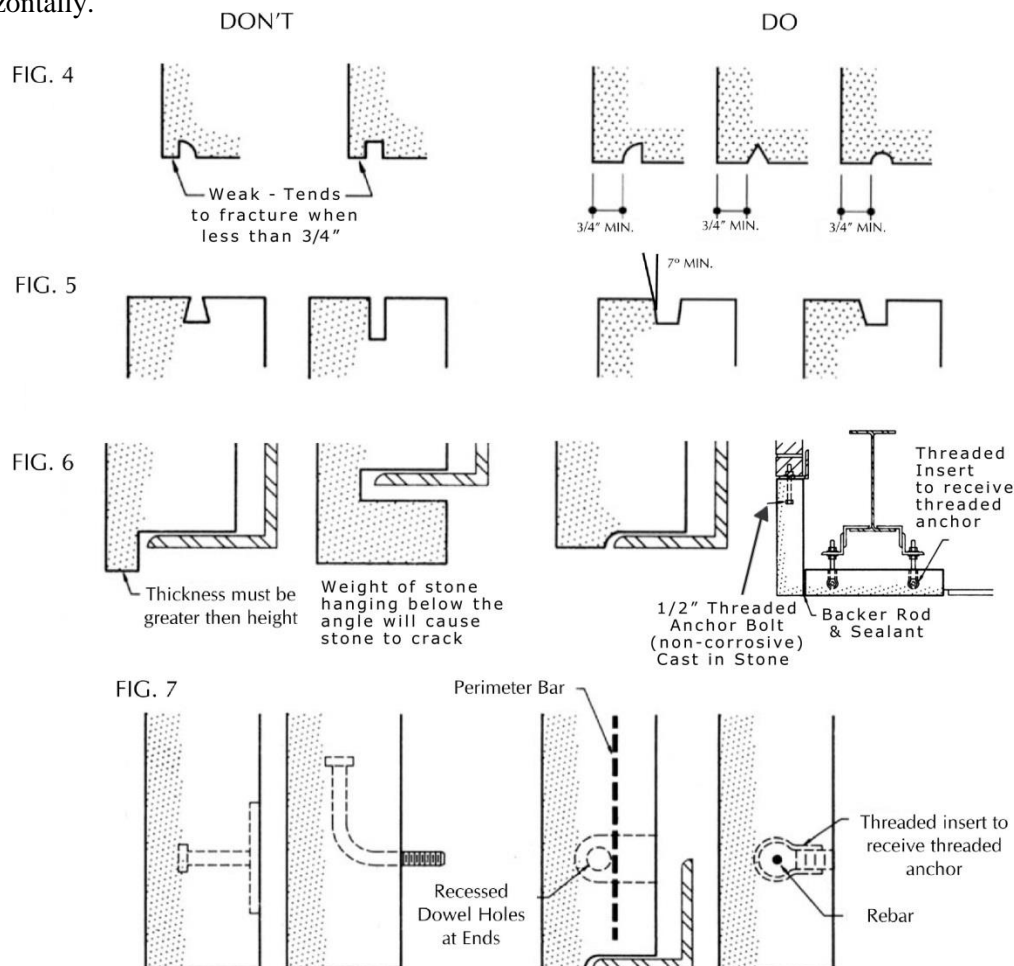 zontally.
DON'T
DO
FIG. 4
Weak - Tends
to fracture when
less than 3/4"
3/4" MIN.
3/4" MIN.
3/4" MIN.
FIG. 5
7° MIN.
FIG. 6
Thickness must be
greater then height
Weight of stone
hanging below the
angle will cause
stone to crack
Threaded
Insert
to receive
threaded
anchor
1/2" Threaded
Anchor Bolt
(non-corrosive)
Cast in Stone
Backer Rod
& Sealant
FIG. 7
Perimeter Bar
Recessed
Dowel Holes
at Ends
Threaded insert to
receive threaded
anchor
Rebar